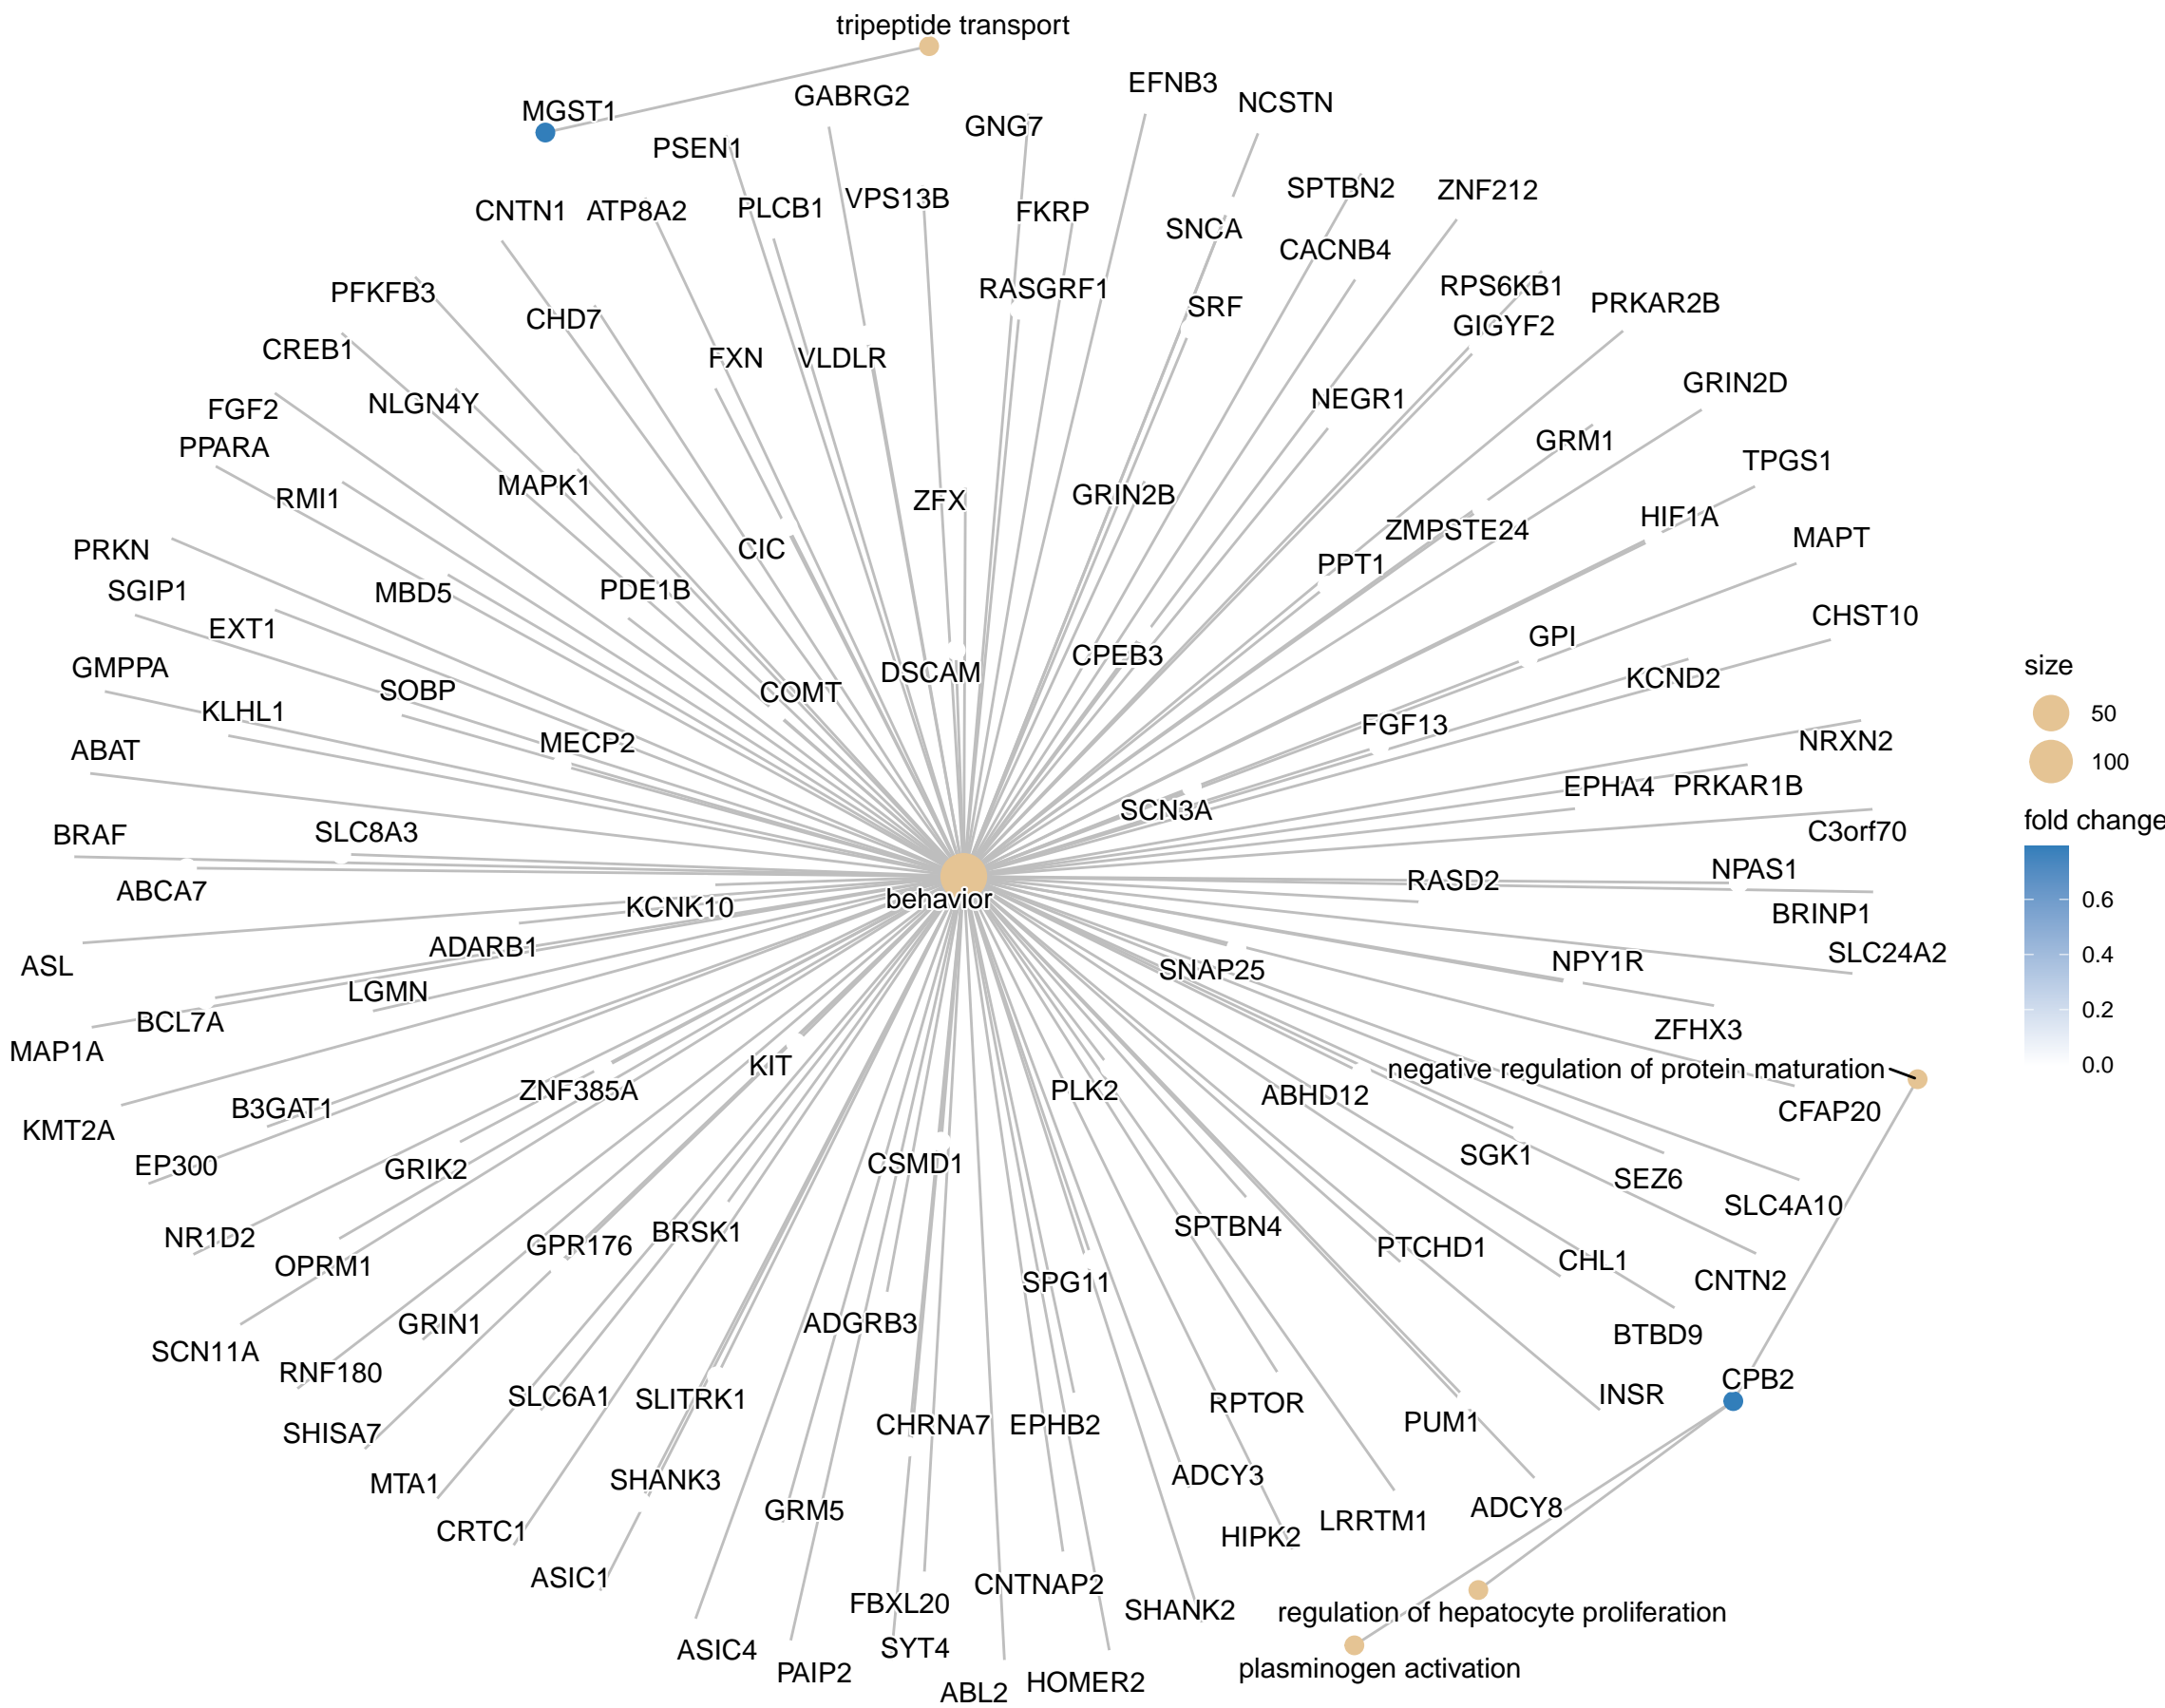 tripeptide transport
EFNB3
GABRG2
NCSTN
MGST1
GNG7
PSEN1
SPTBN2
ZNF212
VPS13B
PLCB1
CNTN1
ATP8A2
FKRP
SNCA
CACNB4
RPS6KB1
RASGRF1
PFKFB3
PRKAR2B
SRF
CHD7
GIGYF2
CREB1
FXN
VLDLR
GRIN2D
NEGR1
NLGN4Y
FGF2
GRM1
PPARA
TPGS1
MAPK1
GRIN2B
RMI1
ZFX
HIF1A
ZMPSTE24
MAPT
PRKN
CIC
PPT1
SGIP1
MBD5
PDE1B
CHST10
EXT1
GPI
CPEB3
size
GMPPA
DSCAM
KCND2
SOBP
COMT
KLHL1
50
FGF13
NRXN2
MECP2
ABAT
100
EPHA4
PRKAR1B
SCN3A
fold change
C3orf70
SLC8A3
BRAF
NPAS1
RASD2
ABCA7
behavior
0.6
KCNK10
BRINP1
ADARB1
SLC24A2
0.4
NPY1R
ASL
SNAP25
LGMN
0.2
BCL7A
ZFHX3
MAP1A
KIT
0.0
negative regulation of protein maturation
ZNF385A
PLK2
ABHD12
B3GAT1
CFAP20
KMT2A
SGK1
CSMD1
EP300
GRIK2
SEZ6
SLC4A10
SPTBN4
BRSK1
NR1D2
GPR176
PTCHD1
CHL1
OPRM1
CNTN2
SPG11
GRIN1
ADGRB3
BTBD9
SCN11A
RNF180
CPB2
INSR
SLC6A1
SLITRK1
RPTOR
PUM1
CHRNA7
EPHB2
SHISA7
ADCY3
SHANK3
MTA1
ADCY8
GRM5
LRRTM1
CRTC1
HIPK2
ASIC1
CNTNAP2
FBXL20
SHANK2
regulation of hepatocyte proliferation
SYT4
ASIC4
plasminogen activation
PAIP2
HOMER2
ABL2